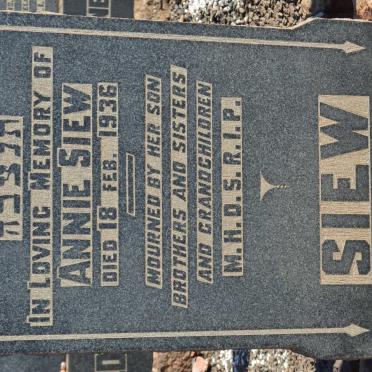 IN LOVING MEMORY OF
ANNIE SIEW
DIED 18 FEB. 1936
MOURNED BY HER SON
BROTHERS AND SISTERS
AND GRANDCHILDREN
M.H.D.S.R.I.P.
SIEW